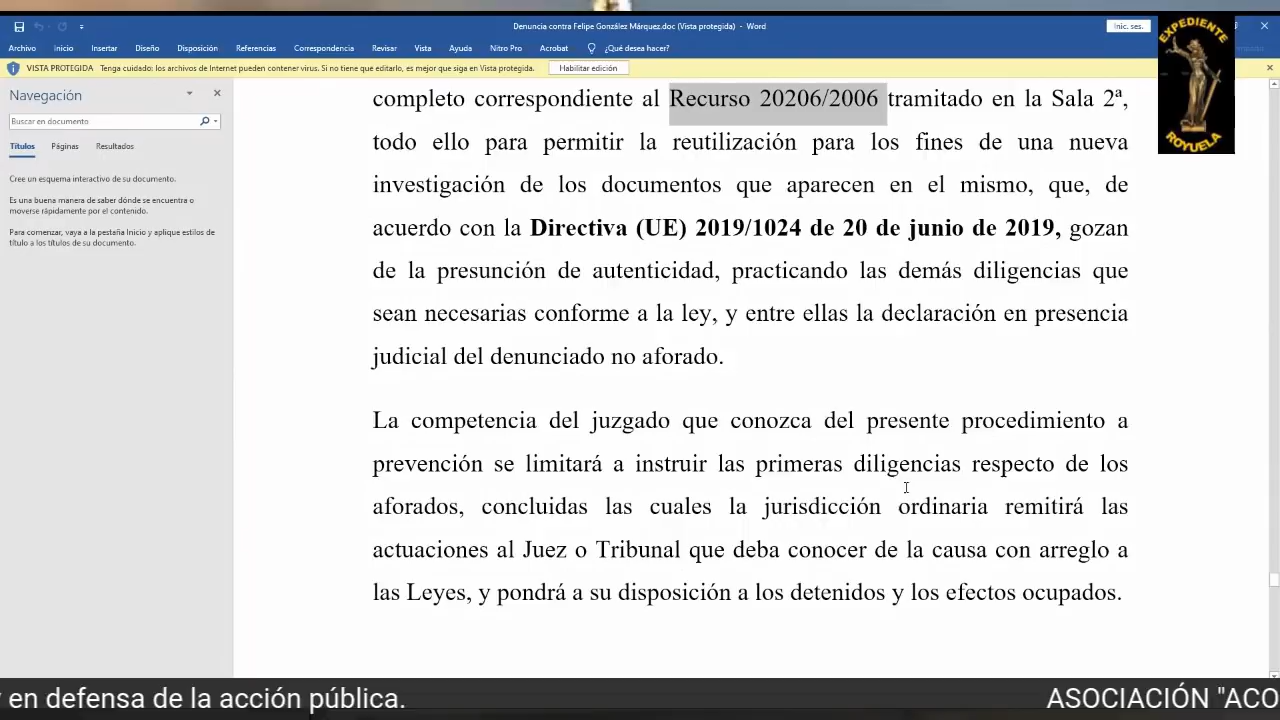 Denuncia contra Felipe González Márquez.doc (Vista protegida) - Word
Inic. ses.
Archivo Inicio Insertar Diseño Disposición Referencias Correspondencia Revisar Vista Ayuda Nitro Pro Acrobat ¿Qué desea hacer?
VISTA PROTEGIDA Tenga cuidado: los archivos de Internet pueden contener virus. Si no tiene que editarlo, es mejor que siga en Vista protegida. Habilitar edición
EXPEDIENTE
ROYUELA
Navegación
Buscar en documento
Títulos Páginas Resultados
Cree un esquema interactivo de su documento.
Es una buena manera de saber dónde se encuentra o
moverse rápidamente por el contenido.
Para comenzar, vaya a la pestaña Inicio y aplique estilos de
título a los títulos de su documento.
completo correspondiente al Recurso 20206/2006 tramitado en la Sala 2ª,
todo ello para permitir la reutilización para los fines de una nueva
investigación de los documentos que aparecen en el mismo, que, de
acuerdo con la Directiva (UE) 2019/1024 de 20 de junio de 2019, gozan
de la presunción de autenticidad, practicando las demás diligencias que
sean necesarias conforme a la ley, y entre ellas la declaración en presencia
judicial del denunciado no aforado.
La competencia del juzgado que conozca del presente procedimiento a
prevención se limitará a instruir las primeras diligencias respecto de los
aforados, concluidas las cuales la jurisdicción ordinaria remitirá las
actuaciones al Juez o Tribunal que deba conocer de la causa con arreglo a
las Leyes, y pondrá a su disposición a los detenidos y los efectos ocupados.
en defensa de la acción pública. ASOCIACIÓN "ACO